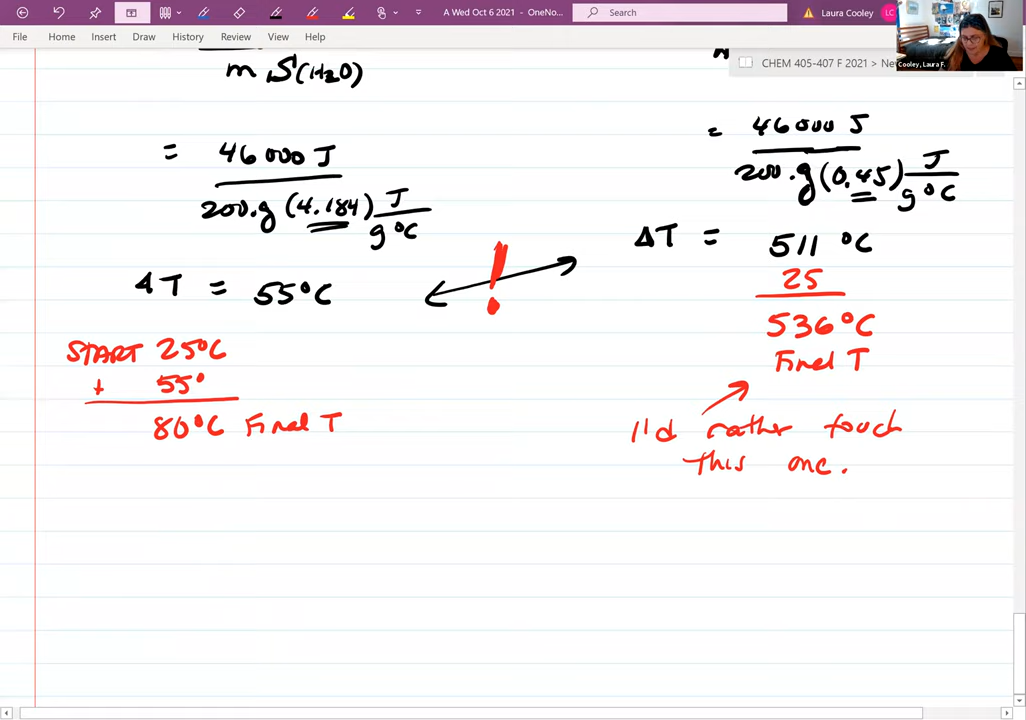 A Wed Oct 6 2021 - OneNo...
Search
Laura Cooley
LC
File Home Insert Draw History Review View Help
CHEM 405-407 F 2021 > Ne
Cooley, Laura F.
m S(H2O)
= 46000 J
200.g (4.184) J
g°C
ΔT = 55°C
START 25°C
+ 55°
80°C Final T
!
= 46000 J
200.g (0.45) J
g°C
ΔT = 511 °C
25
536°C
Final T
I'd rather touch
this one.